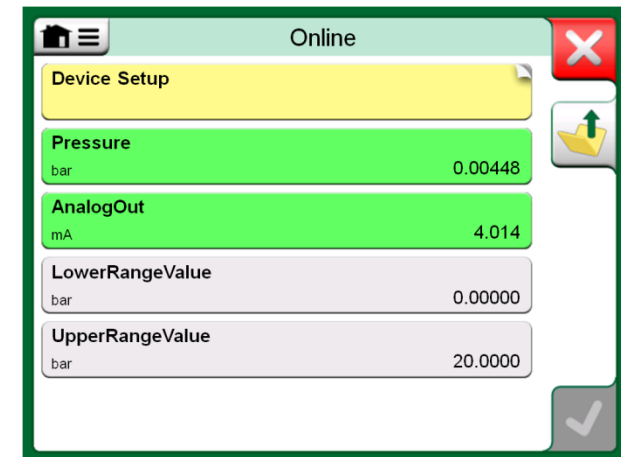 Online
Device Setup
Pressure
bar 0.00448
AnalogOut
mA 4.014
LowerRangeValue
bar 0.00000
UpperRangeValue
bar 20.0000